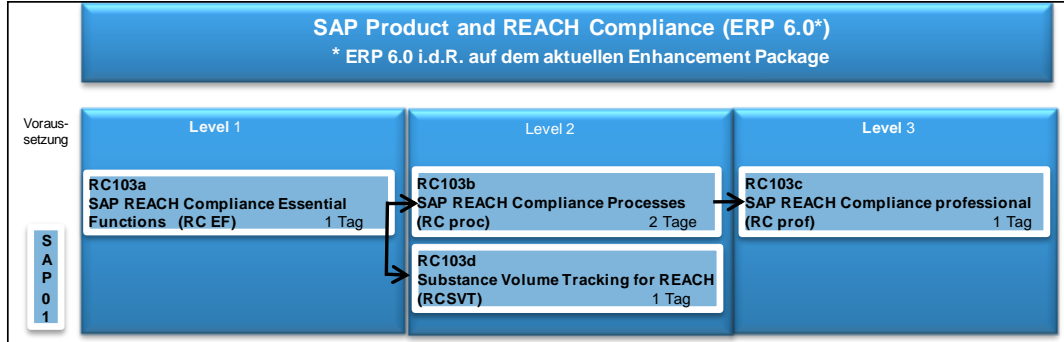 SAP Product and REACH Compliance (ERP 6.0*)
* ERP 6.0 i.d.R. auf dem aktuellen Enhancement Package
Voraus-
setzung
Level 1
Level 2
Level 3
RC103a
SAP REACH Compliance Essential
Functions (RC EF) 1 Tag
RC103b
SAP REACH Compliance Processes
(RC proc) 2 Tage
RC103c
SAP REACH Compliance professional
(RC prof) 1 Tag
RC103d
Substance Volume Tracking for REACH
(RCSVT) 1 Tag
S
A
P
0
1